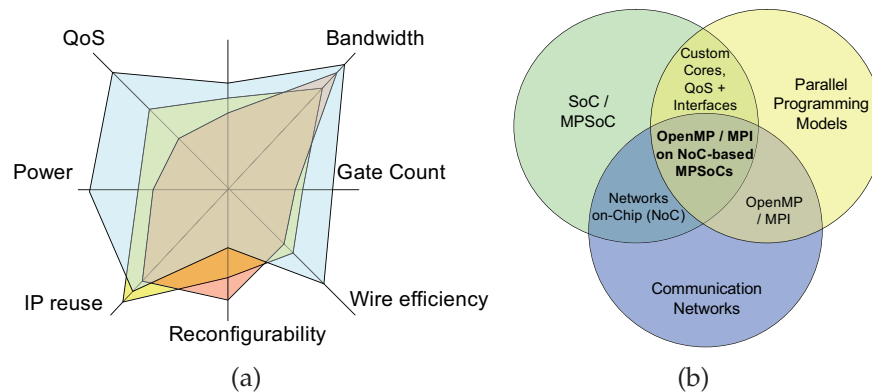 QoS
Bandwidth
Power
Gate Count
IP reuse
Wire efficiency
Reconfigurability
(a)
SoC /
MPSoC
Custom
Cores,
QoS +
Interfaces
Parallel
Programming
Models
OpenMP / MPI
on NoC-based
MPSoCs
Networks
on-Chip (NoC)
OpenMP
/ MPI
Communication
Networks
(b)